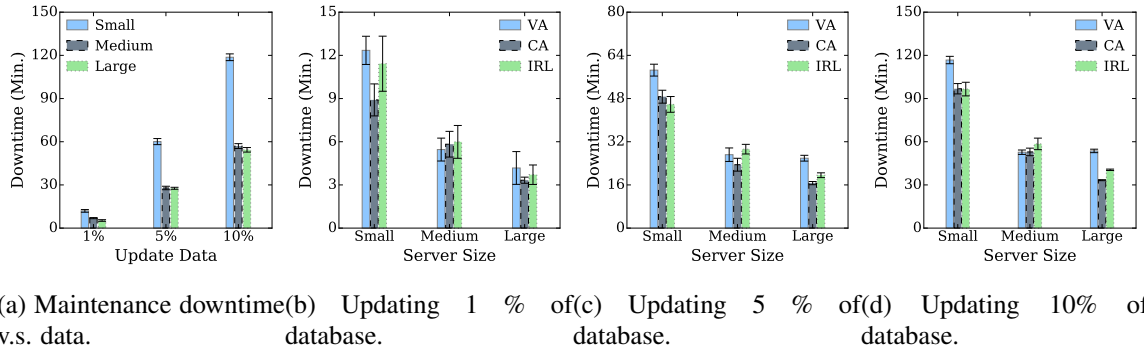 150
120
90
60
30
0
Downtime (Min.)
Small
Medium
Large
1% 5% 10%
Update Data
15
12
9
6
3
0
Downtime (Min.)
VA
CA
IRL
Small Medium Large
Server Size
80
64
48
32
16
0
Downtime (Min.)
VA
CA
IRL
Small Medium Large
Server Size
150
120
90
60
30
0
Downtime (Min.)
VA
CA
IRL
Small Medium Large
Server Size
(a) Maintenance downtime
v.s. data.
(b) Updating 1 % of
database.
(c) Updating 5 % of
database.
(d) Updating 10% of
database.